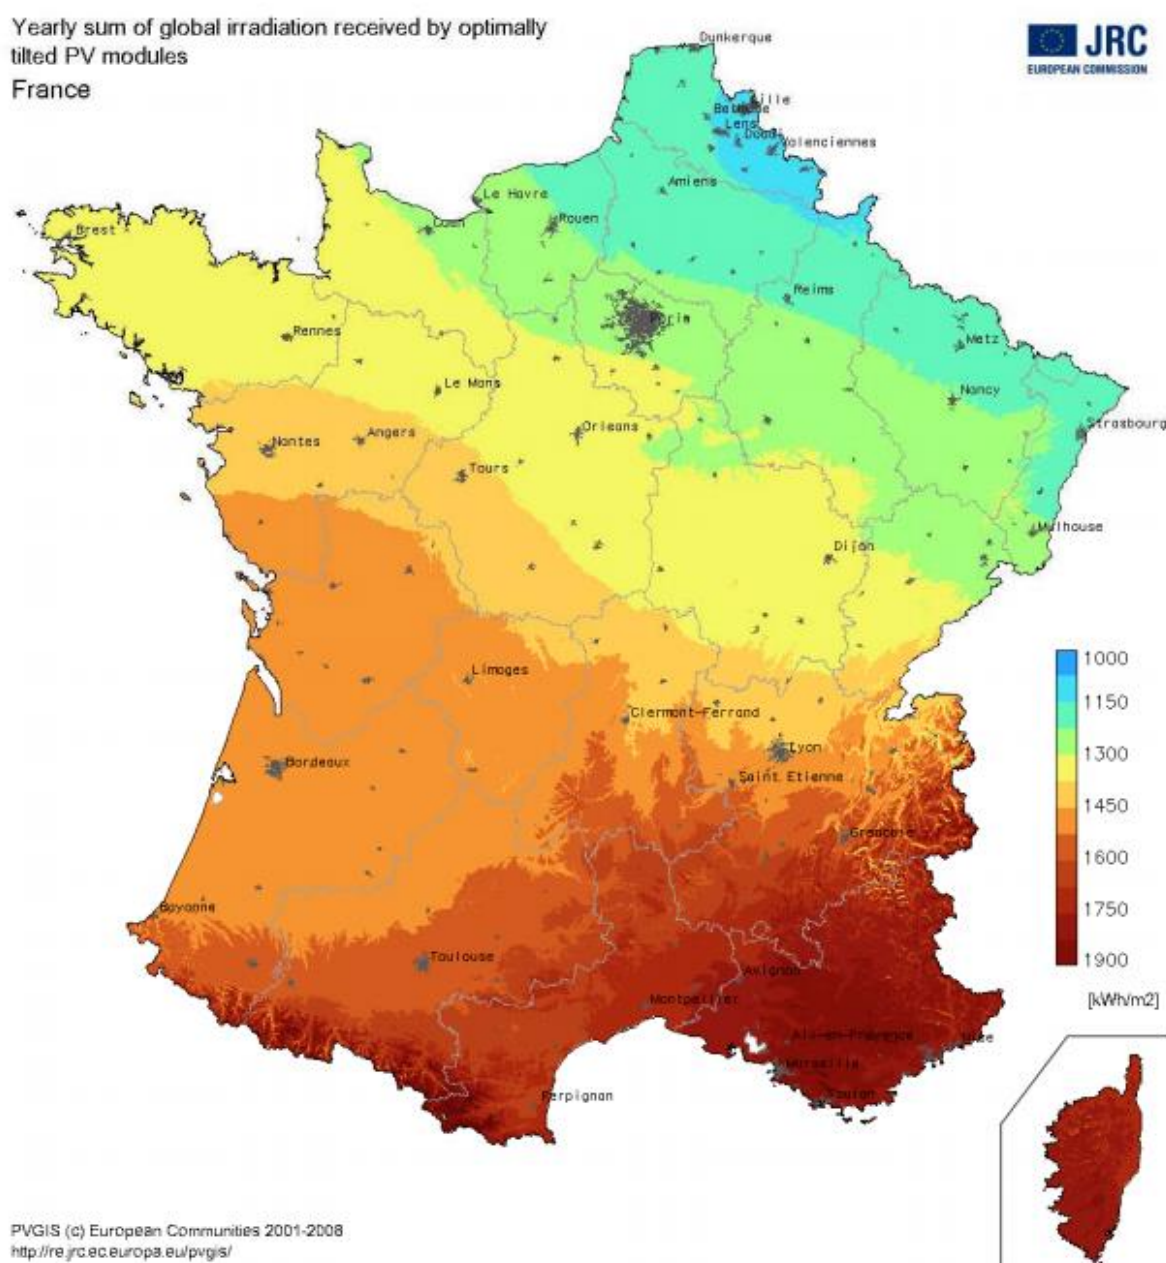 Yearly sum of global irradiation received by optimally
tilted PV modules
France
JRC
EUROPEAN COMMISSION
Dunkerque
Lille
Lens
Valenciennes
Amiens
Le Havre
Rouen
Caen
Brest
Reims
Paris
Metz
Rennes
Nancy
Le Mans
Strasbourg
Orleans
Nantes
Angers
Tours
Mulhouse
Dijon
Limoges
Clermont-Ferrand
Lyon
Bordeaux
Saint Etienne
Grenoble
Bayonne
Toulouse
Avignon
Montpellier
Aix-en-Provence
Nice
Marseille
Toulon
Perpignan
1000
1150
1300
1450
1600
1750
1900
[kWh/m2]
PVGIS (c) European Communities 2001-2008
http://re.jrc.ec.europa.eu/pvgis/